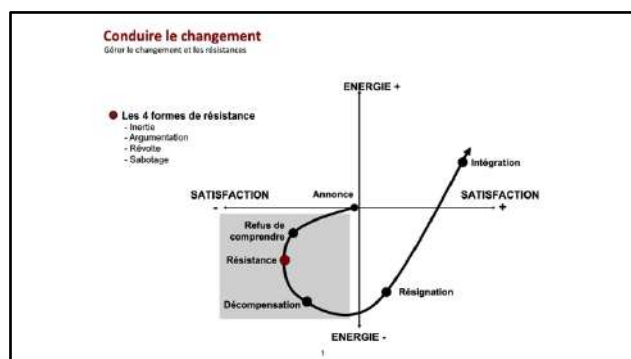 Conduire le changement
Gérer le changement et les résistances
ENERGIE +
Les 4 formes de résistance
- Inertie
- Argumentation
- Révolte
- Sabotage
Intégration
Annonce
SATISFACTION
-
SATISFACTION
+
Refus de
comprendre
Résistance
Décompensation
Résignation
ENERGIE -
1